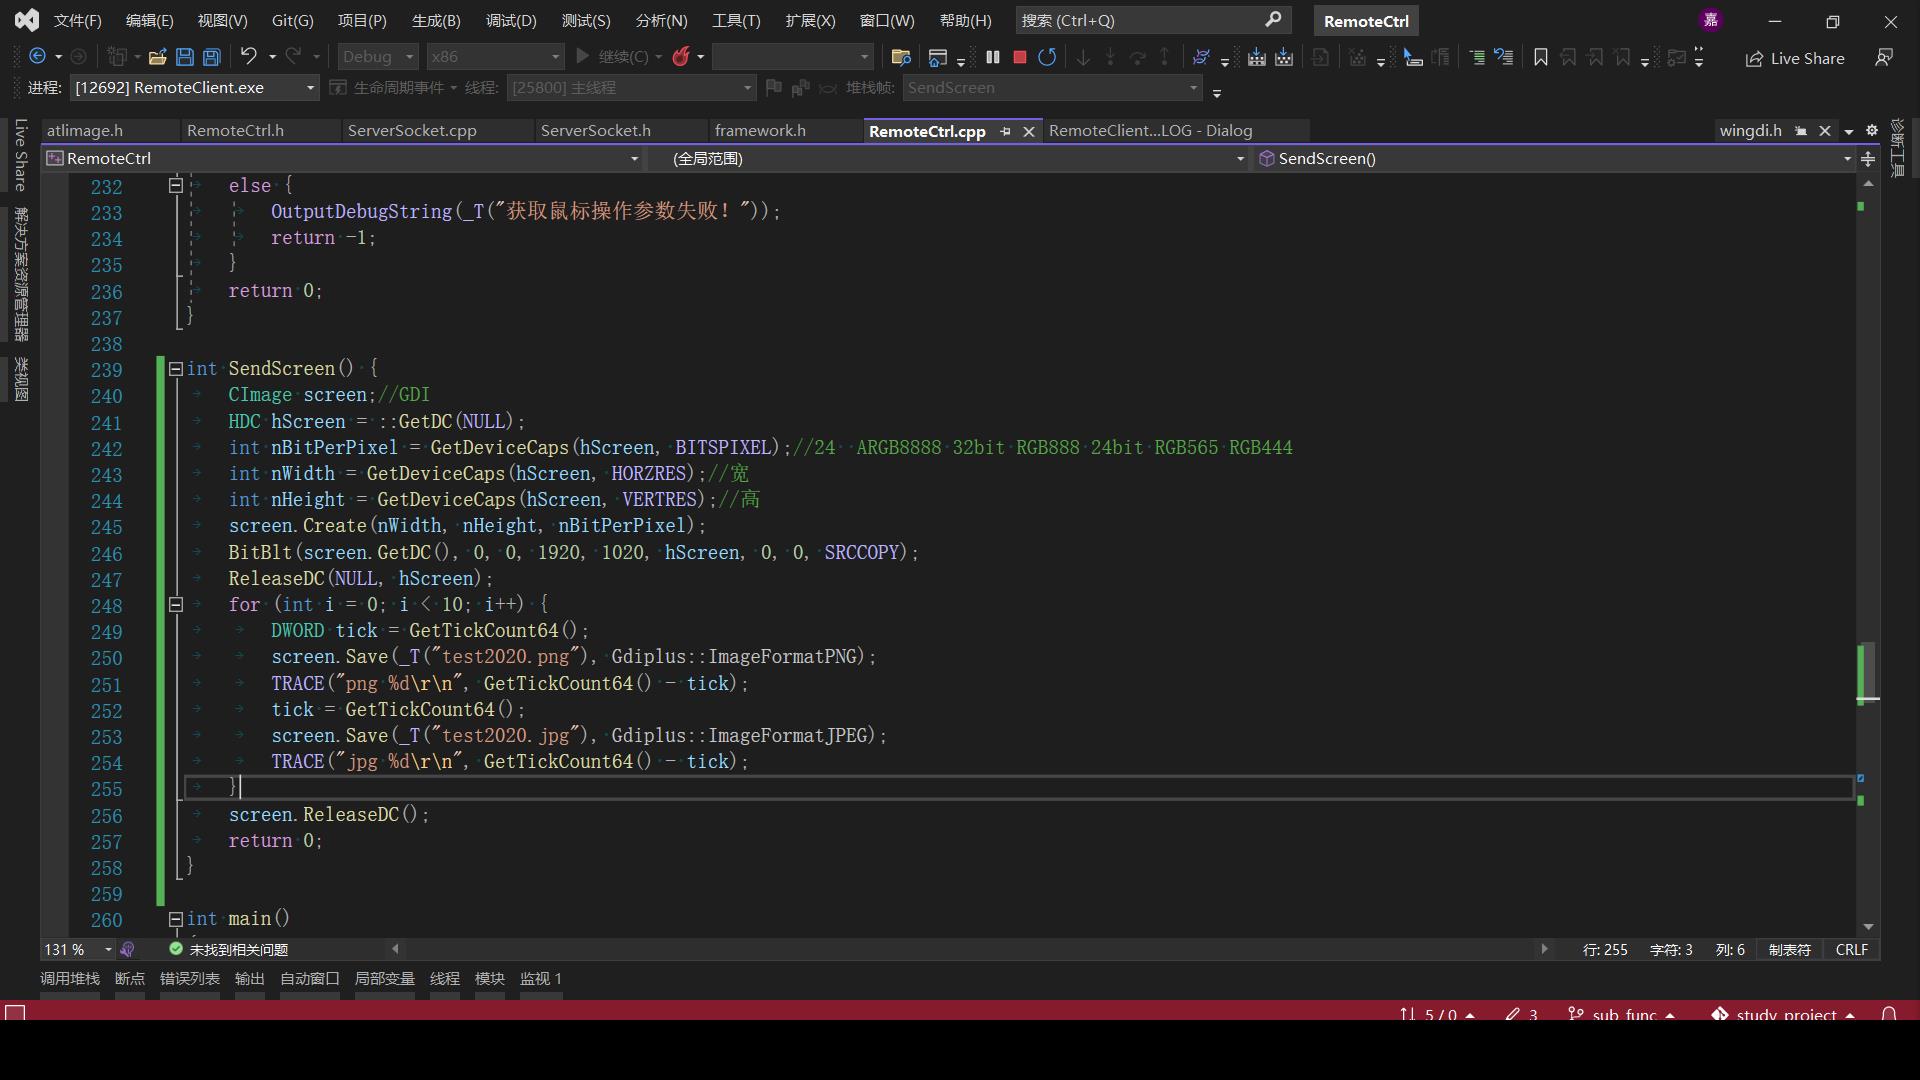 文件(F) 编辑(E) 视图(V) Git(G) 项目(P) 生成(B) 调试(D) 测试(S) 分析(N) 工具(T) 扩展(X) 窗口(W) 帮助(H) 搜索 (Ctrl+Q) RemoteCtrl 嘉
Debug x86 继续(C) Live Share
进程: [12692] RemoteClient.exe 生命周期事件 线程: [25800] 主线程 堆栈帧: SendScreen
Live Share
解决方案资源管理器
类视图
诊断工具
atlimage.h RemoteCtrl.h ServerSocket.cpp ServerSocket.h framework.h RemoteCtrl.cpp RemoteClient...LOG - Dialog wingdi.h
RemoteCtrl (全局范围) SendScreen()
232 else {
233 OutputDebugString(_T("获取鼠标操作参数失败！"));
234 return -1;
235 }
236 return 0;
237 }
238
239 int SendScreen() {
240 CImage screen;//GDI
241 HDC hScreen = ::GetDC(NULL);
242 int nBitPerPixel = GetDeviceCaps(hScreen, BITSPIXEL);//24  ARGB8888 32bit RGB888 24bit RGB565 RGB444
243 int nWidth = GetDeviceCaps(hScreen, HORZRES);//宽
244 int nHeight = GetDeviceCaps(hScreen, VERTRES);//高
245 screen.Create(nWidth, nHeight, nBitPerPixel);
246 BitBlt(screen.GetDC(), 0, 0, 1920, 1020, hScreen, 0, 0, SRCCOPY);
247 ReleaseDC(NULL, hScreen);
248 for (int i = 0; i < 10; i++) {
249 DWORD tick = GetTickCount64();
250 screen.Save(_T("test2020.png"), Gdiplus::ImageFormatPNG);
251 TRACE("png %d\r\n", GetTickCount64() - tick);
252 tick = GetTickCount64();
253 screen.Save(_T("test2020.jpg"), Gdiplus::ImageFormatJPEG);
254 TRACE("jpg %d\r\n", GetTickCount64() - tick);
255 }
256 screen.ReleaseDC();
257 return 0;
258 }
259
260 int main()
131 % 未找到相关问题 行: 255 字符: 3 列: 6 制表符 CRLF
调用堆栈 断点 错误列表 输出 自动窗口 局部变量 线程 模块 监视 1
5 / 0 3 sub_func study_project